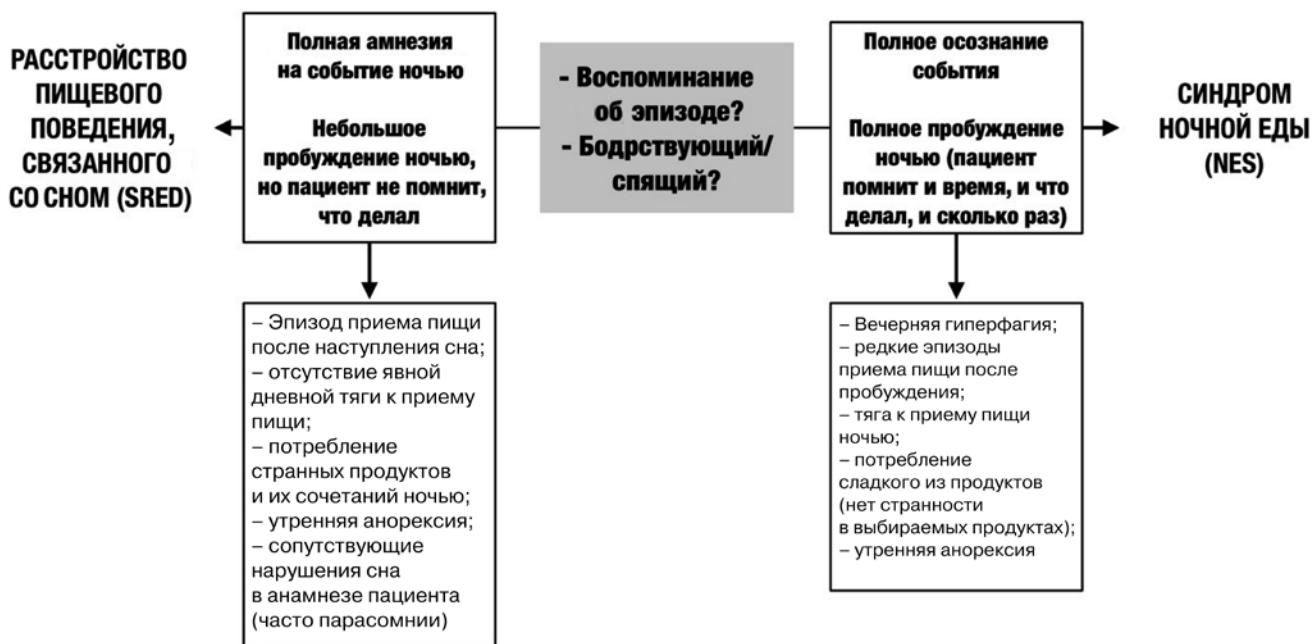 РАССТРОЙСТВО
ПИЩЕВОГО
ПОВЕДЕНИЯ,
СВЯЗАННОГО
СО СНОМ (SRED)
Полная амнезия
на событие ночью
Небольшое
пробуждение ночью,
но пациент не помнит,
что делал
- Воспоминание
об эпизоде?
- Бодрствующий/
спящий?
Полное осознание
события
Полное пробуждение
ночью (пациент
помнит и время, и что
делал, и сколько раз)
СИНДРОМ
НОЧНОЙ ЕДЫ
(NES)
– Эпизод приема пищи
после наступления сна;
– отсутствие явной
дневной тяги к приему
пищи;
– потребление
странных продуктов
и их сочетаний ночью;
– утренняя анорексия;
– сопутствующие
нарушения сна
в анамнезе пациента
(часто парасомнии)
– Вечерняя гиперфагия;
– редкие эпизоды
приема пищи после
пробуждения;
– тяга к приему пищи
ночью;
– потребление
сладкого из продуктов
(нет странности
в выбираемых продуктах);
– утренняя анорексия